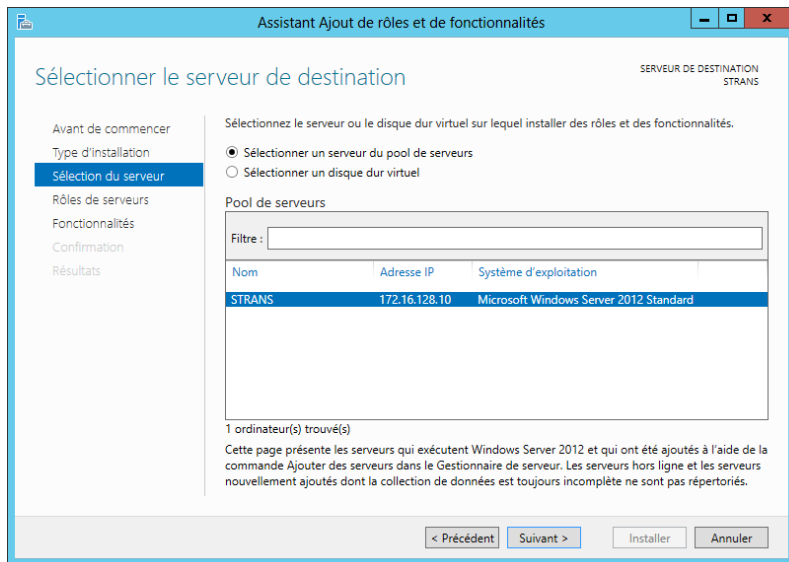 Assistant Ajout de rôles et de fonctionnalités
Sélectionner le serveur de destination
SERVEUR DE DESTINATION
STRANS
Avant de commencer
Type d'installation
Sélection du serveur
Rôles de serveurs
Fonctionnalités
Confirmation
Résultats
Sélectionnez le serveur ou le disque dur virtuel sur lequel installer des rôles et des fonctionnalités.
Sélectionner un serveur du pool de serveurs
Sélectionner un disque dur virtuel
Pool de serveurs
Filtre :
Nom Adresse IP Système d'exploitation
STRANS 172.16.128.10 Microsoft Windows Server 2012 Standard
1 ordinateur(s) trouvé(s)
Cette page présente les serveurs qui exécutent Windows Server 2012 et qui ont été ajoutés à l'aide de la
commande Ajouter des serveurs dans le Gestionnaire de serveur. Les serveurs hors ligne et les serveurs
nouvellement ajoutés dont la collection de données est toujours incomplète ne sont pas répertoriés.
< Précédent Suivant > Installer Annuler